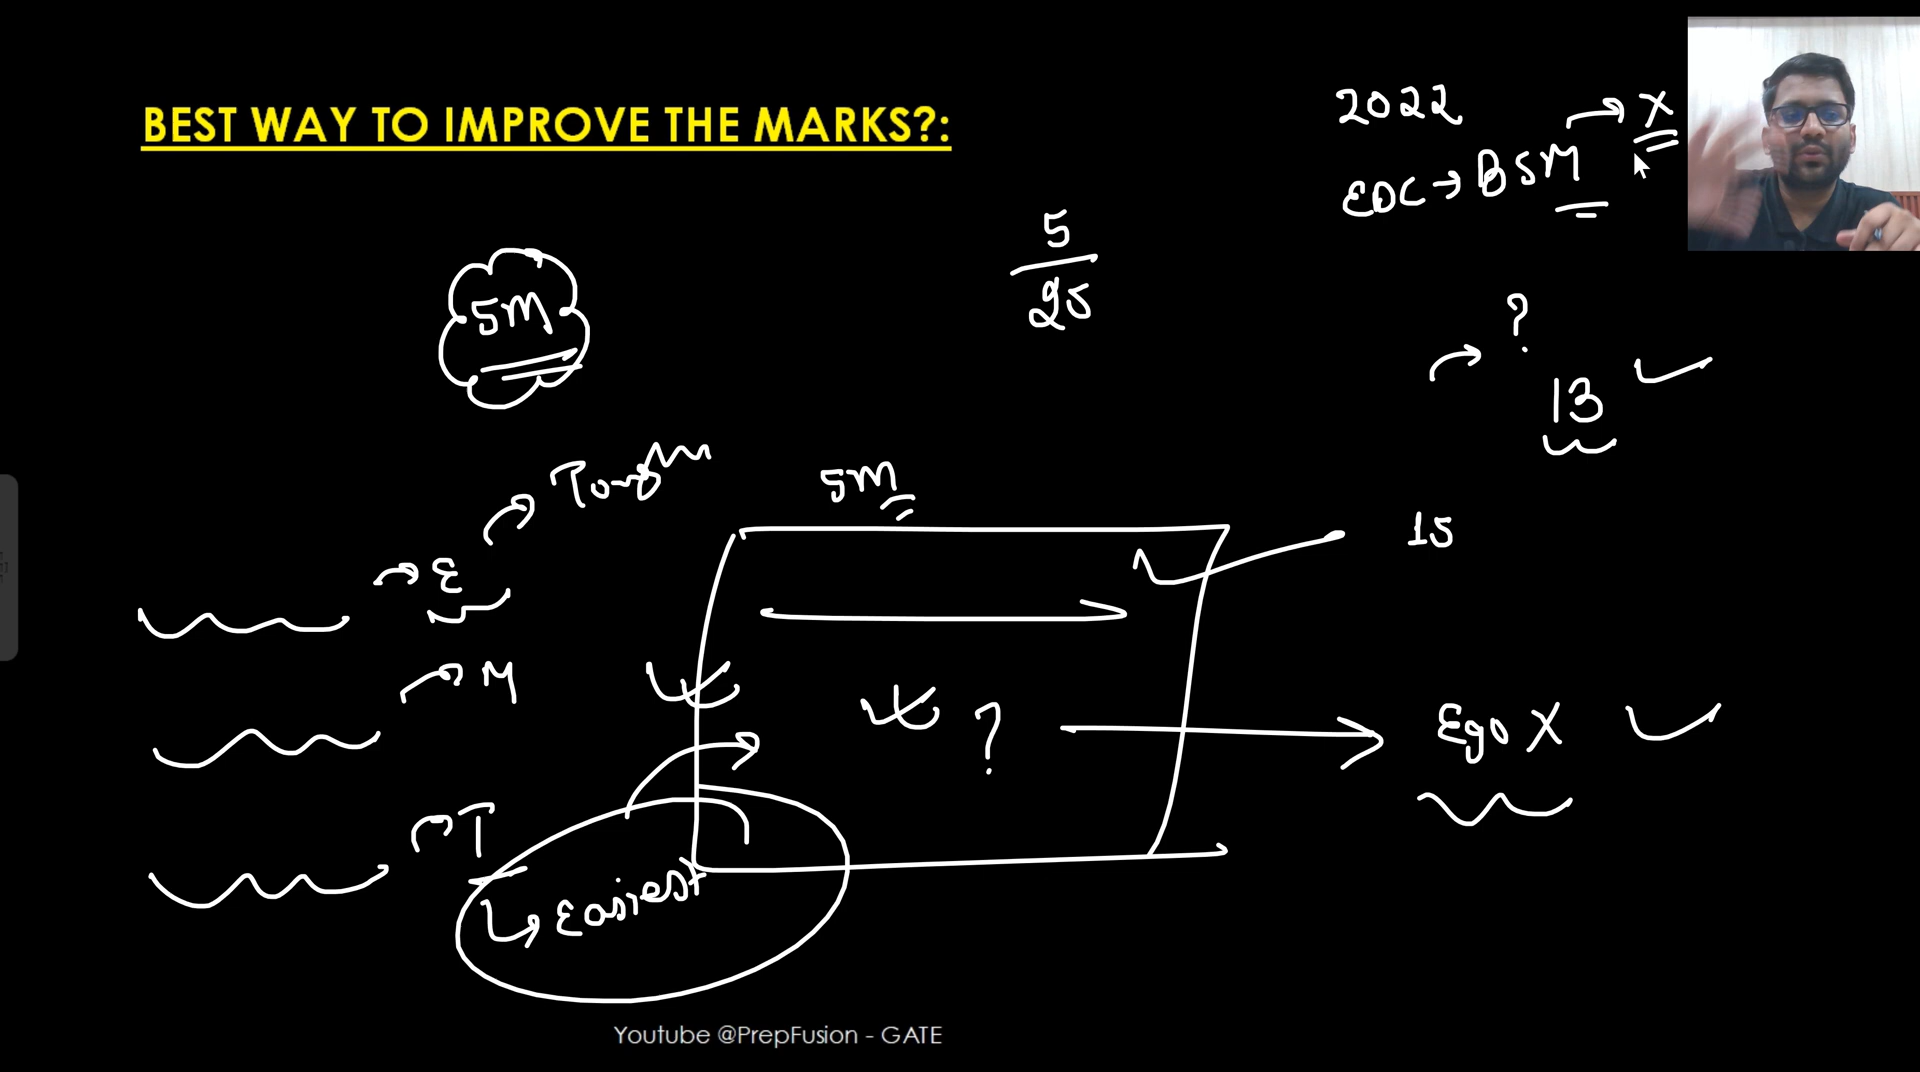 BEST WAY TO IMPROVE THE MARKS?:
2022
EDC → BSM → X
5M
5
25
?
13
Tough
5M
15
→ E
→ M
?
Ego X
→ T
↳ Easiest
Youtube @PrepFusion - GATE